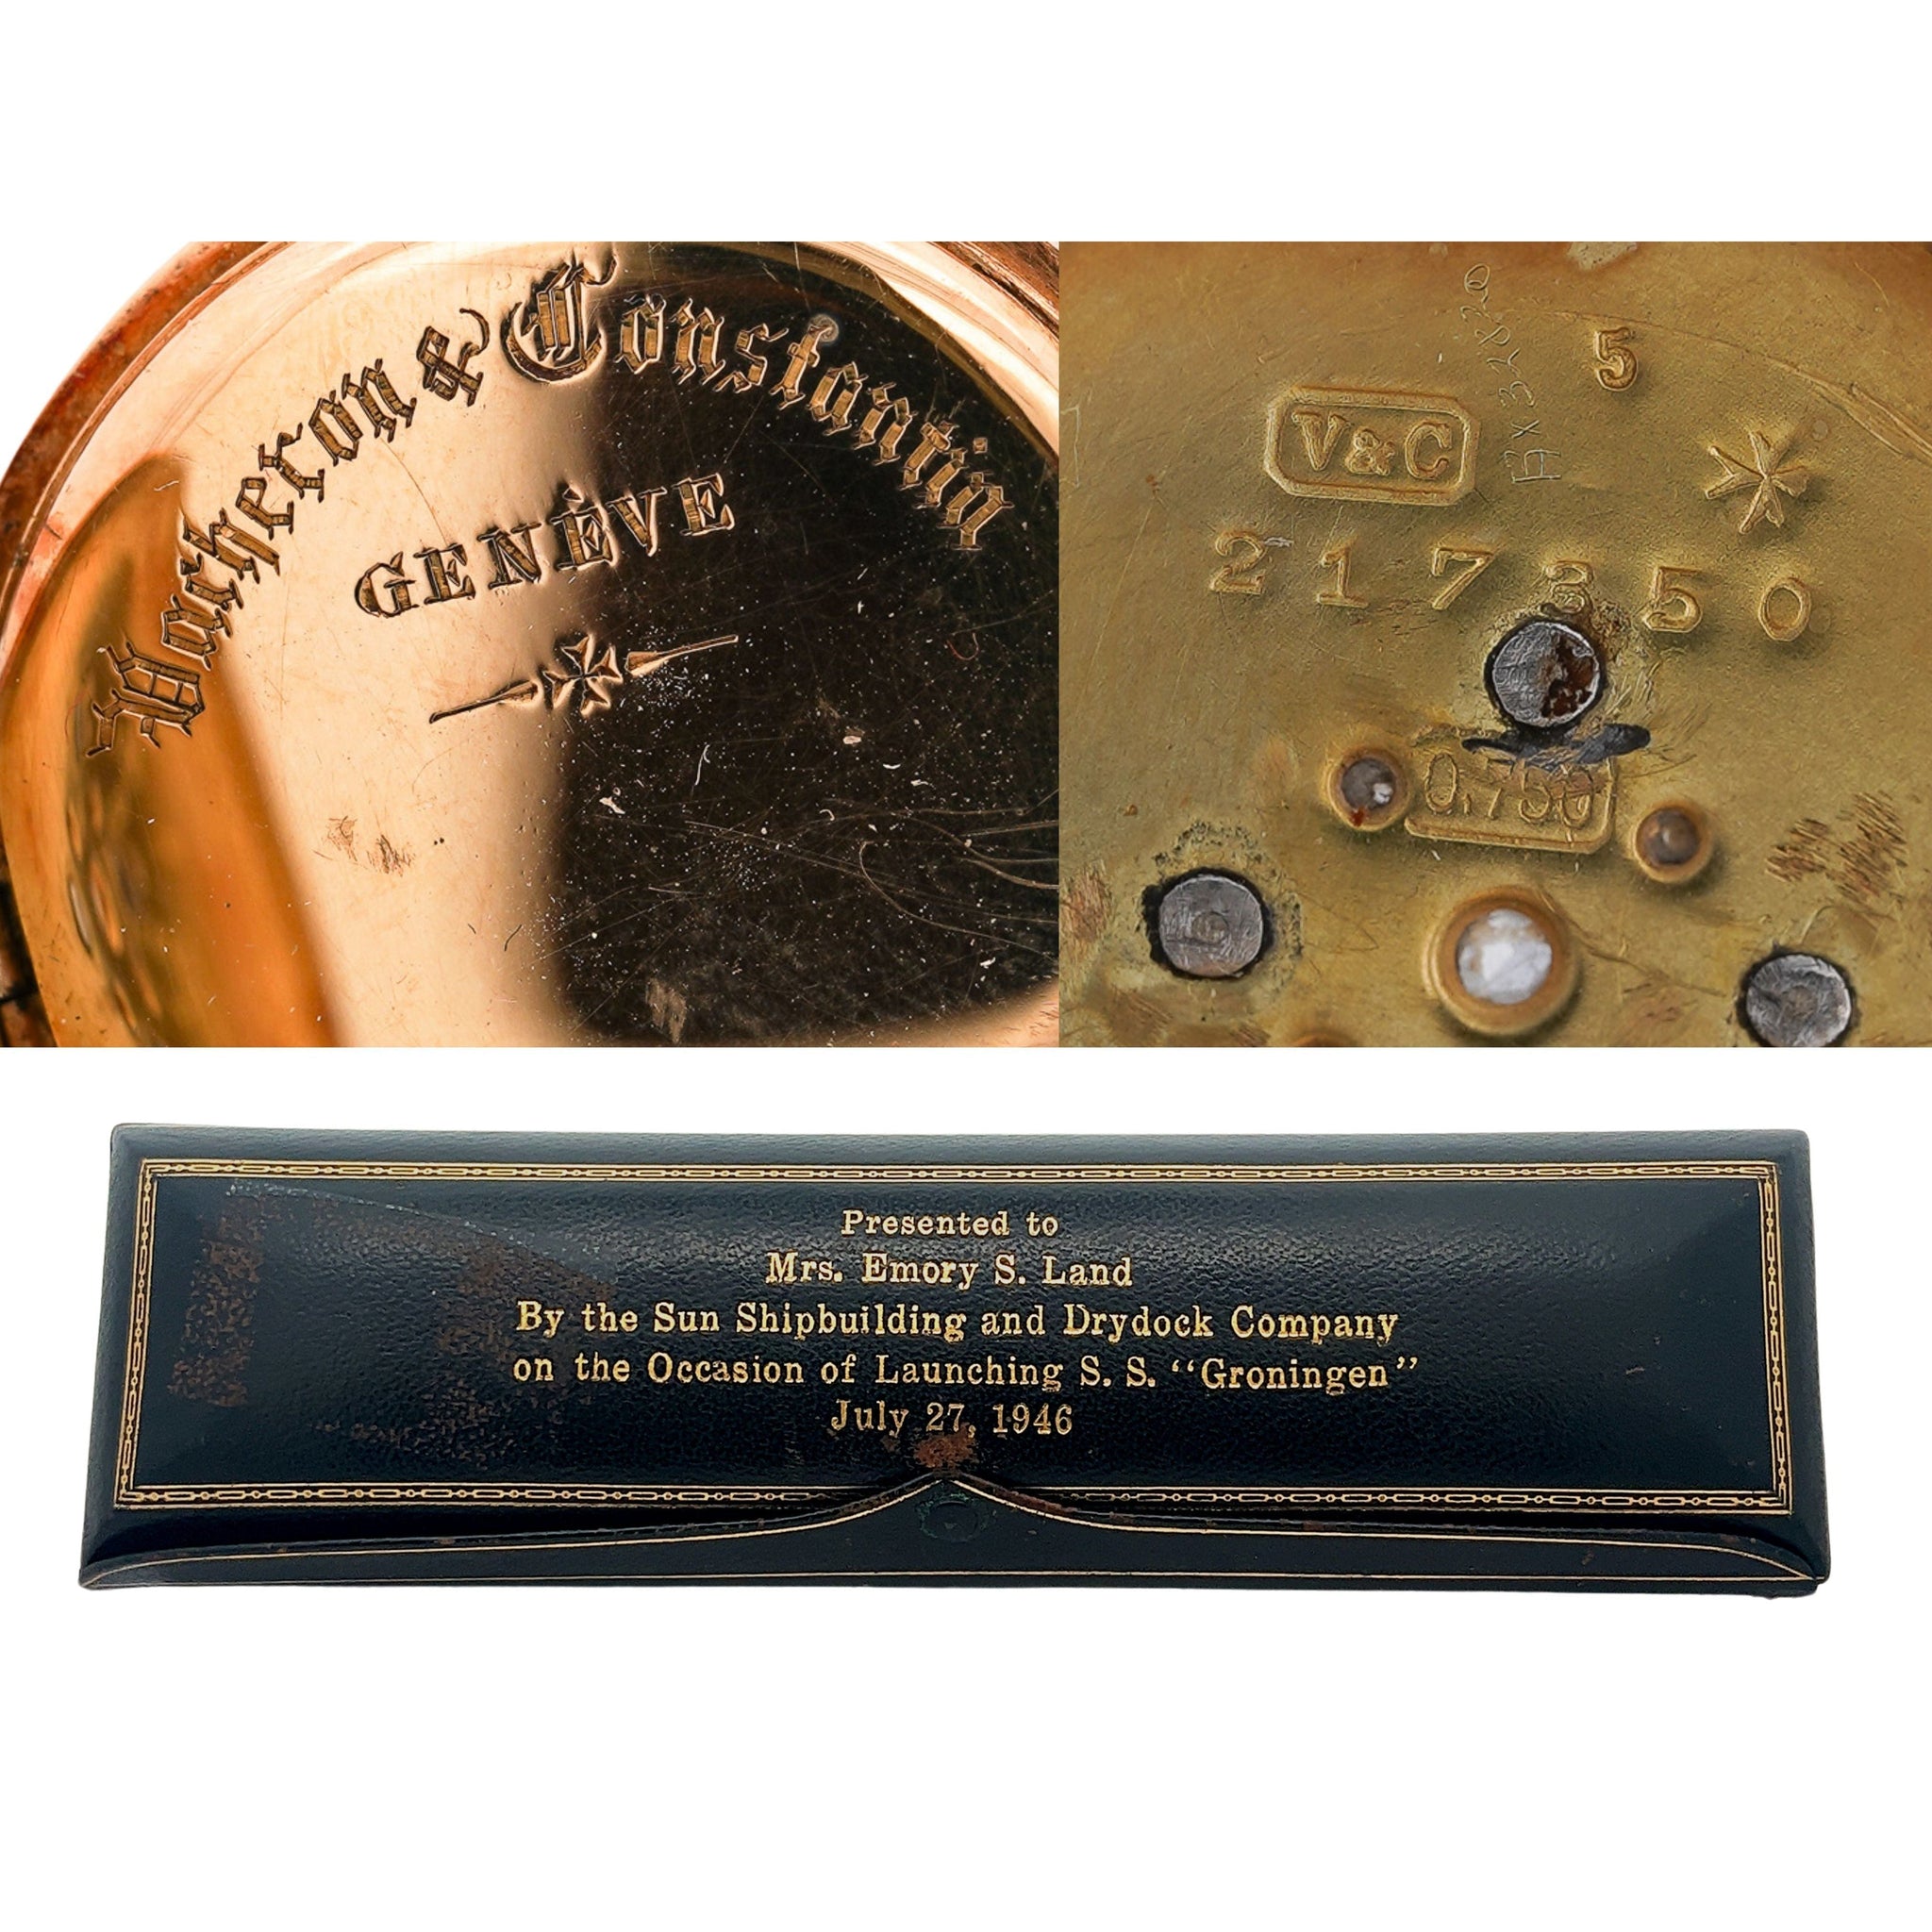 Vacheron & Constantin
GENÈVE
5
V&C
217350
0,750
Presented to
Mrs. Emory S. Land
By the Sun Shipbuilding and Drydock Company
on the Occasion of Launching S. S. “Groningen”
July 27, 1946